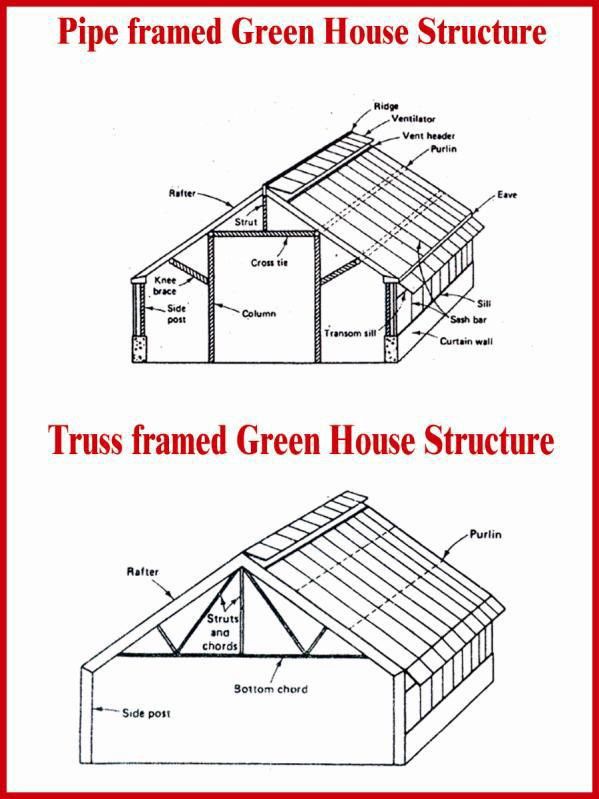 Pipe framed Green House Structure
Ridge
Ventilator
Vent header
Purlin
Rafter
Eave
Strut
Cross tie
Knee
brace
Side
post
Column
Transom sill
Sill
Sash bar
Curtain wall
Truss framed Green House Structure
Purlin
Rafter
Struts
and
chords
Bottom chord
Side post